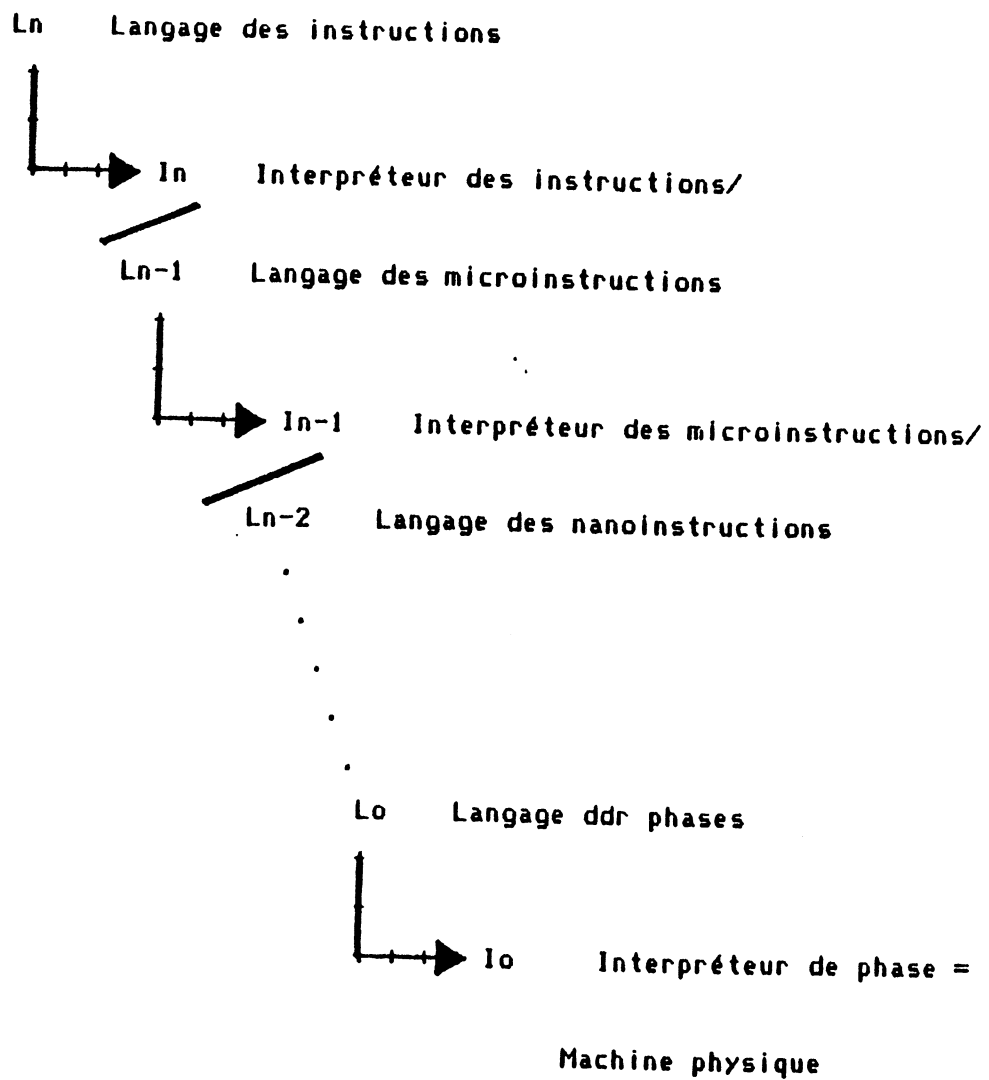 Ln Langage des instructions
In Interpréteur des instructions/
Ln-1 Langage des microinstructions
In-1 Interpréteur des microinstructions/
Ln-2 Langage des nanoinstructions
Lo Langage ddr phases
Io Interpréteur de phase =
Machine physique